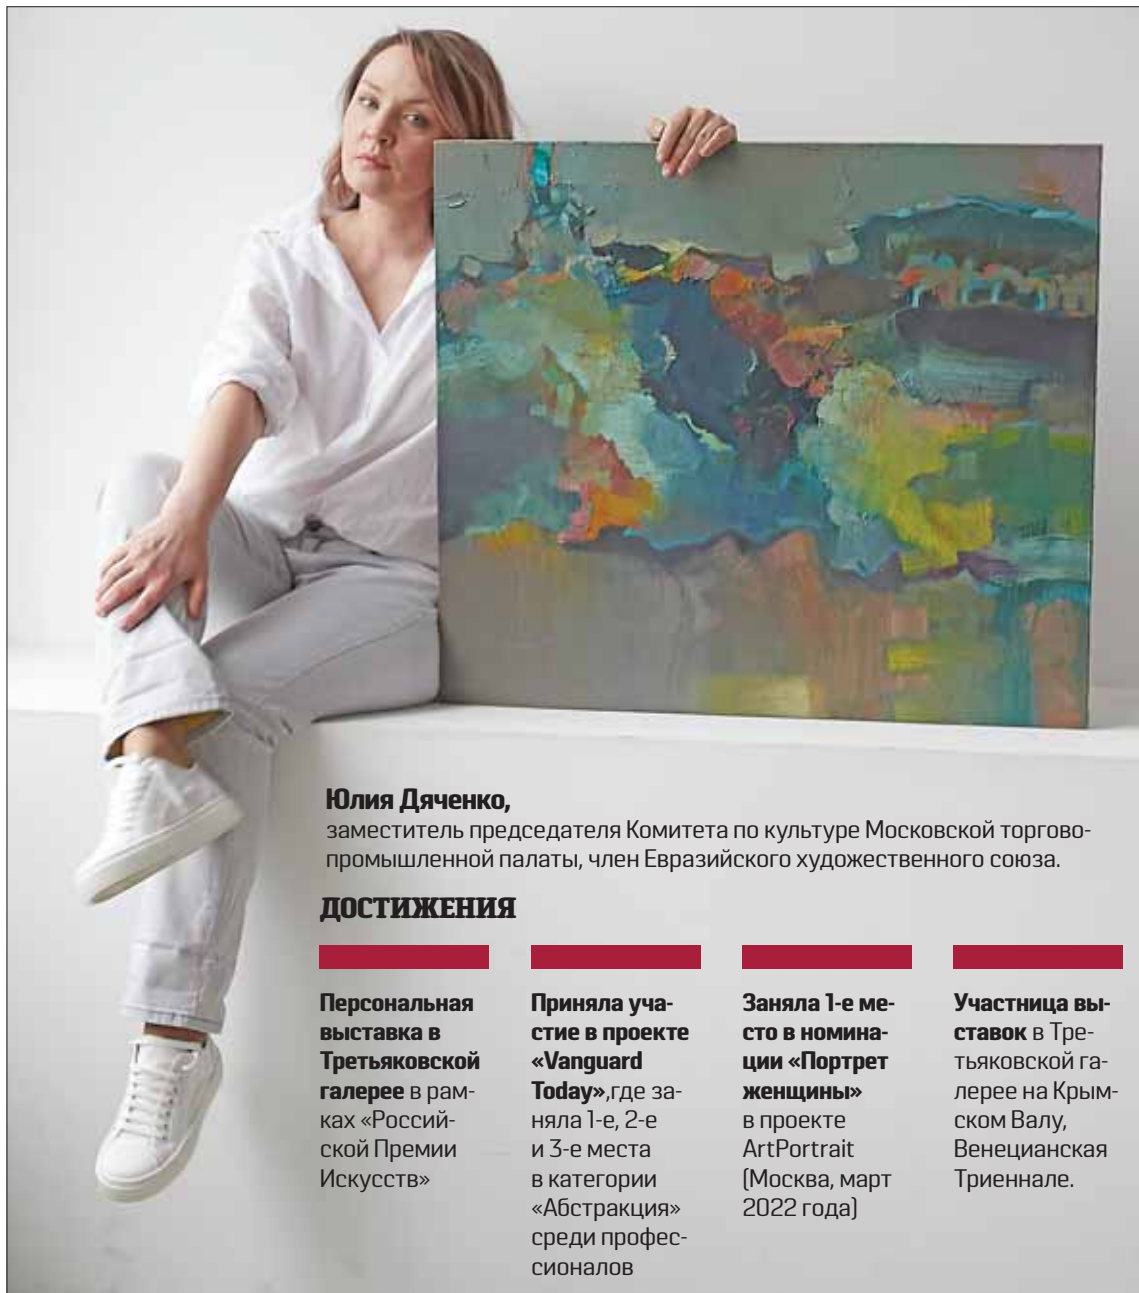 Юлия Дяченко,
заместитель председателя Комитета по культуре Московской торгово-
промышленной палаты, член Евразийского художественного союза.
ДОСТИЖЕНИЯ
Персональная
выставка в
Третьяковской
галерее в рам-
ках «Россий-
ской Премии
Искусств»
Приняла уча-
стие в проекте
«Vanguard
Today»,где за-
няла 1-е, 2-е
и 3-е места
в категории
«Абстракция»
среди профес-
сионалов
Заняла 1-е ме-
сто в номина-
ции «Портрет
женщины»
в проекте
ArtPortrait
(Москва, март
2022 года)
Участница вы-
ставок в Тре-
тьяковской га-
лерее на Крым-
ском Валу,
Венецианская
Триеннале.